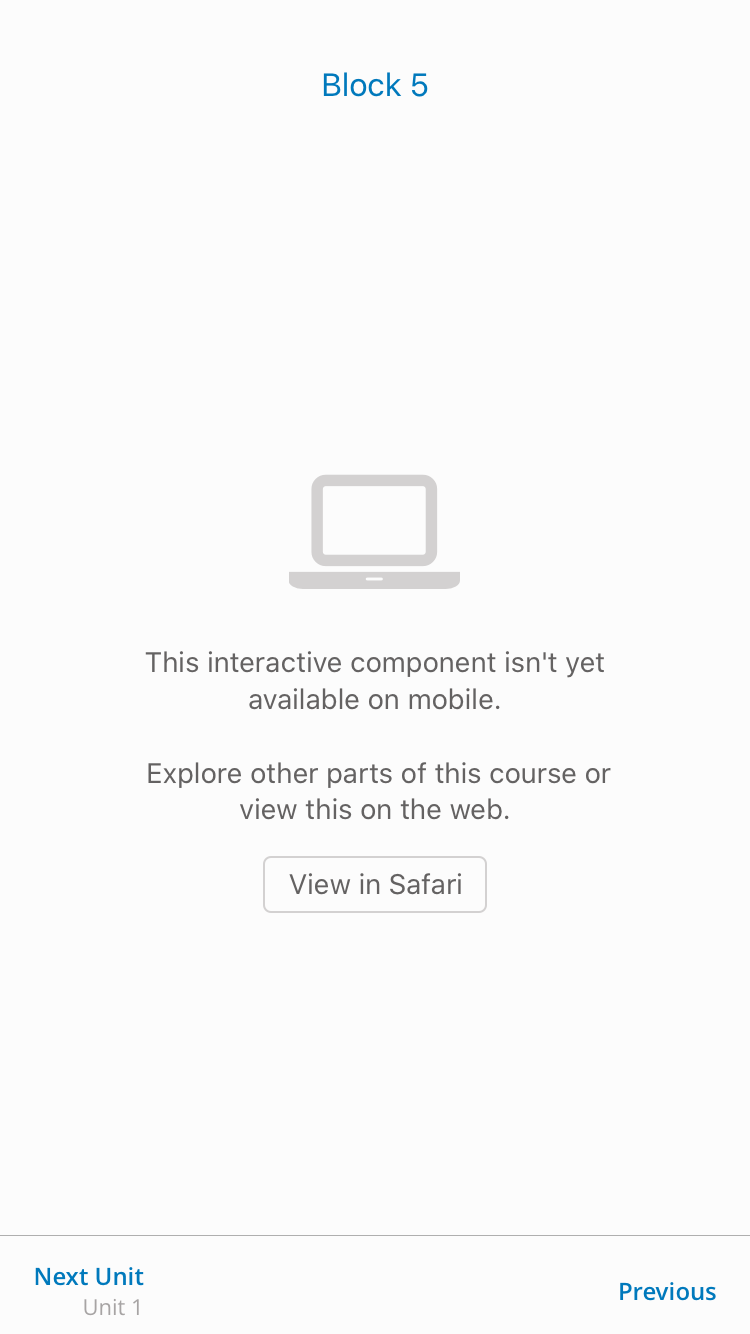 Block 5
This interactive component isn't yet
available on mobile.
Explore other parts of this course or
view this on the web.
View in Safari
Next Unit
Unit 1
Previous